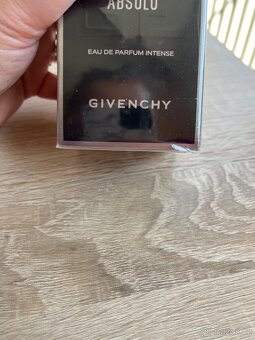 ABSOLU
EAU DE PARFUM INTENSE
GIVENCHY